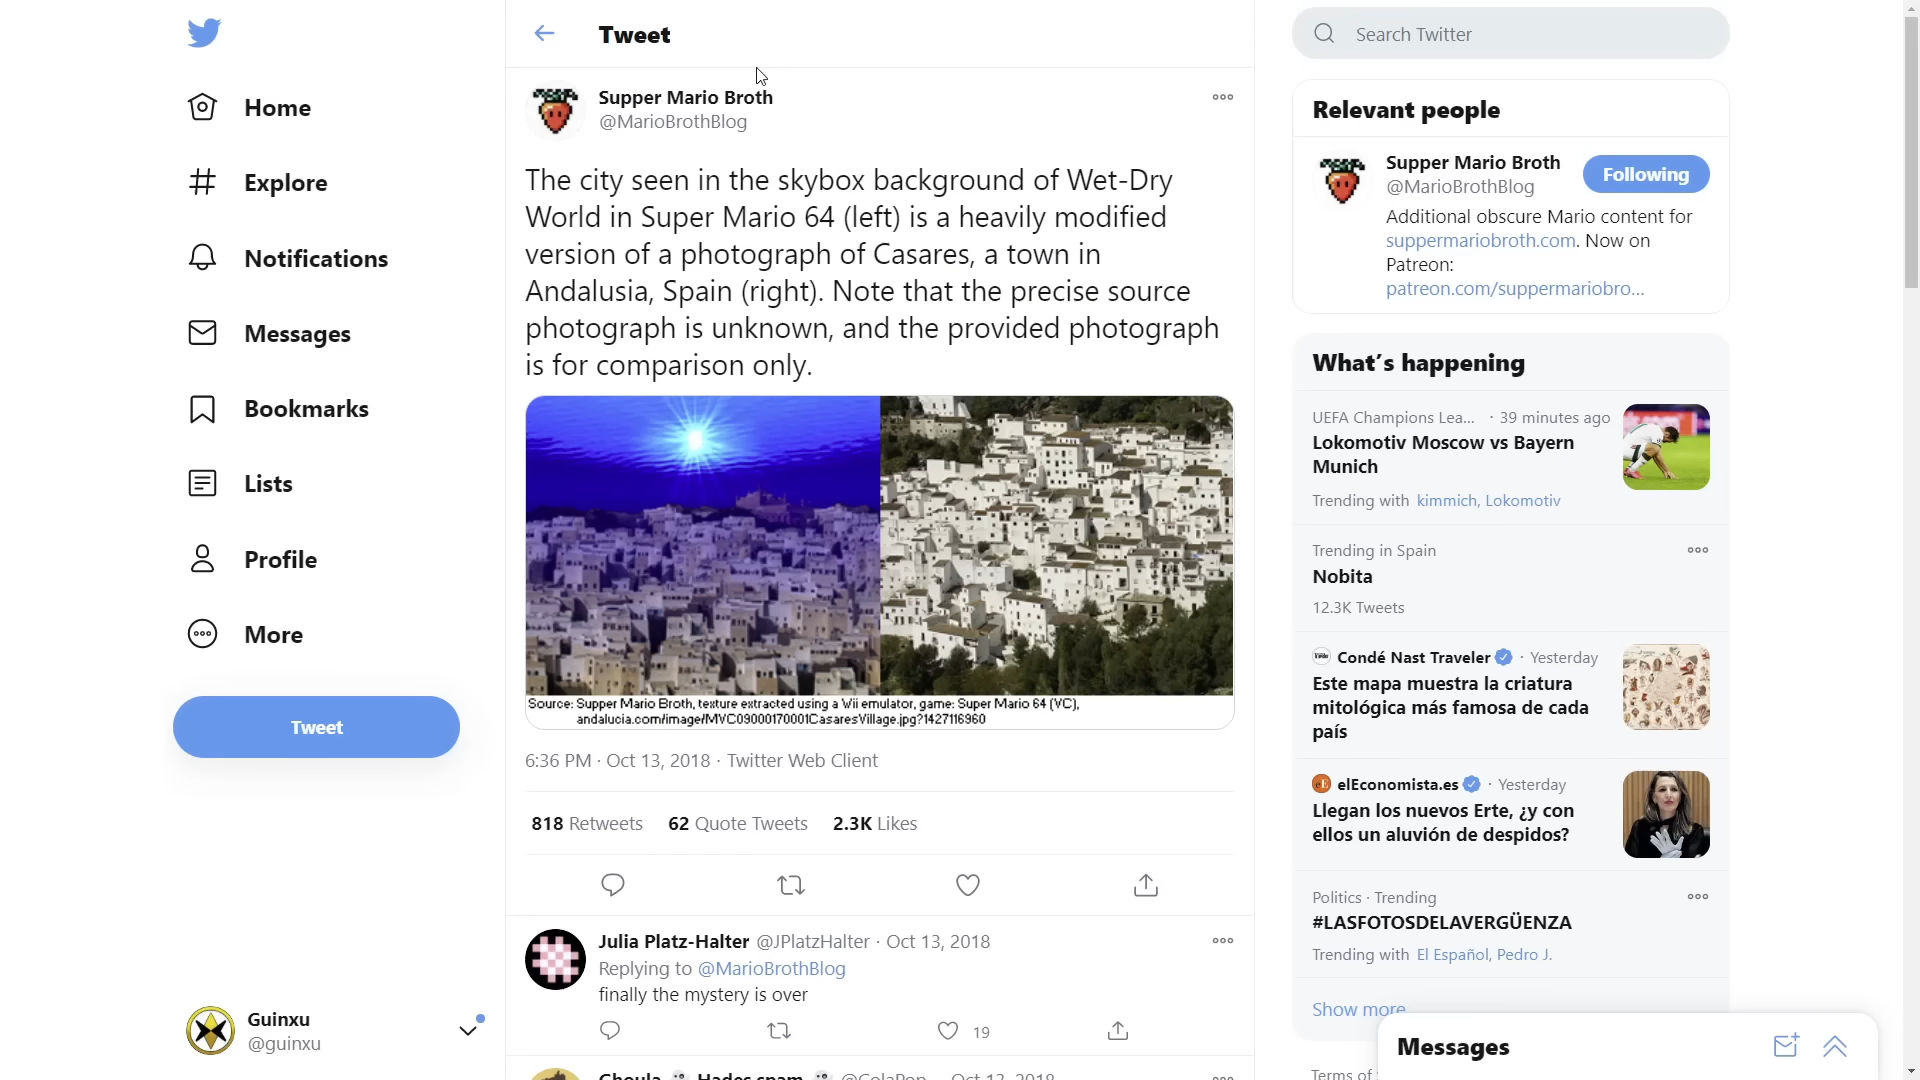 Tweet
Search Twitter
Home
Explore
Notifications
Messages
Bookmarks
Lists
Profile
More
Tweet
Guinxu
@guinxu
Supper Mario Broth
@MarioBrothBlog
The city seen in the skybox background of Wet-Dry
World in Super Mario 64 (left) is a heavily modified
version of a photograph of Casares, a town in
Andalusia, Spain (right). Note that the precise source
photograph is unknown, and the provided photograph
is for comparison only.
Source: Supper Mario Broth, texture extracted using a Wii emulator, game: Super Mario 64 (VC),
andalucia.com/image/MVC09000170001CasaresVillage.jpg?1427116960
6:36 PM · Oct 13, 2018 · Twitter Web Client
818 Retweets 62 Quote Tweets 2.3K Likes
Julia Platz-Halter @JPlatzHalter · Oct 13, 2018
Replying to @MarioBrothBlog
finally the mystery is over
19
Relevant people
Supper Mario Broth
@MarioBrothBlog
Following
Additional obscure Mario content for
suppermariobroth.com. Now on
Patreon:
patreon.com/suppermariobro...
What's happening
UEFA Champions Lea... · 39 minutes ago
Lokomotiv Moscow vs Bayern
Munich
Trending with kimmich, Lokomotiv
Trending in Spain
Nobita
12.3K Tweets
Condé Nast Traveler · Yesterday
Este mapa muestra la criatura
mitológica más famosa de cada
país
elEconomista.es · Yesterday
Llegan los nuevos Erte, ¿y con
ellos un aluvión de despidos?
Politics · Trending
#LASFOTOSDELAVERGÜENZA
Trending with El Español, Pedro J.
Show more
Messages
Terms of